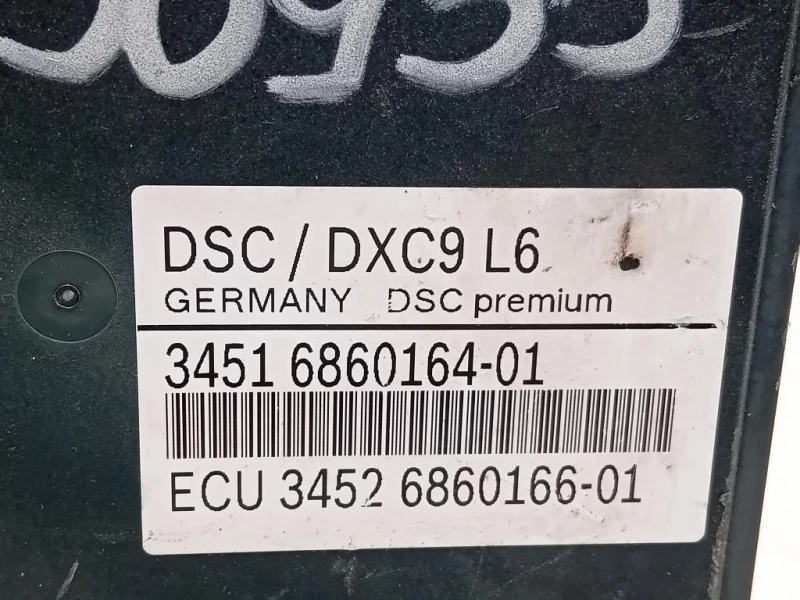 DSC / DXC9 L6
GERMANY DSC premium
3451 6860164-01
ECU 3452 6860166-01